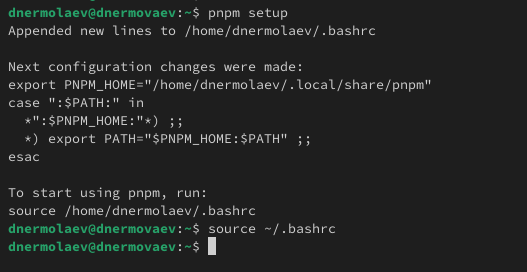 dnermolaev@dnermovaev:~$ pnpm setup
Appended new lines to /home/dnermolaev/.bashrc

Next configuration changes were made:
export PNPM_HOME="/home/dnermolaev/.local/share/pnpm"
case ":$PATH:" in
  *":$PNPM_HOME:"*) ;;
  *) export PATH="$PNPM_HOME:$PATH" ;;
esac

To start using pnpm, run:
source /home/dnermolaev/.bashrc
dnermolaev@dnermovaev:~$ source ~/.bashrc
dnermolaev@dnermovaev:~$